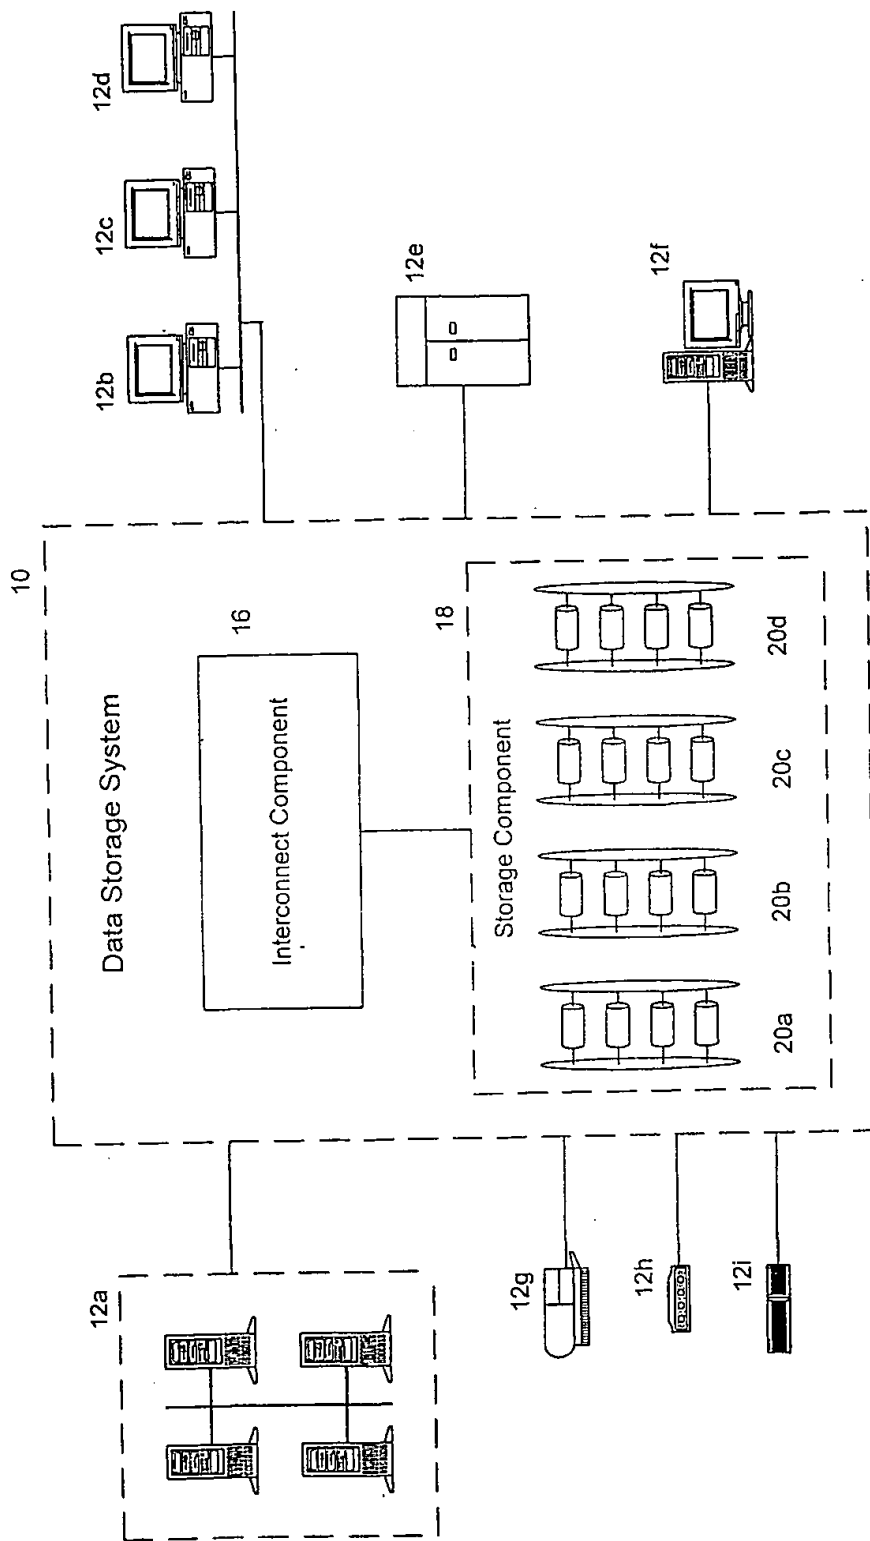 10
Data Storage System
12a
16
Interconnect Component
18
Storage Component
20a
20b
20c
20d
12b
12c
12d
12e
12f
12g
12h
12i